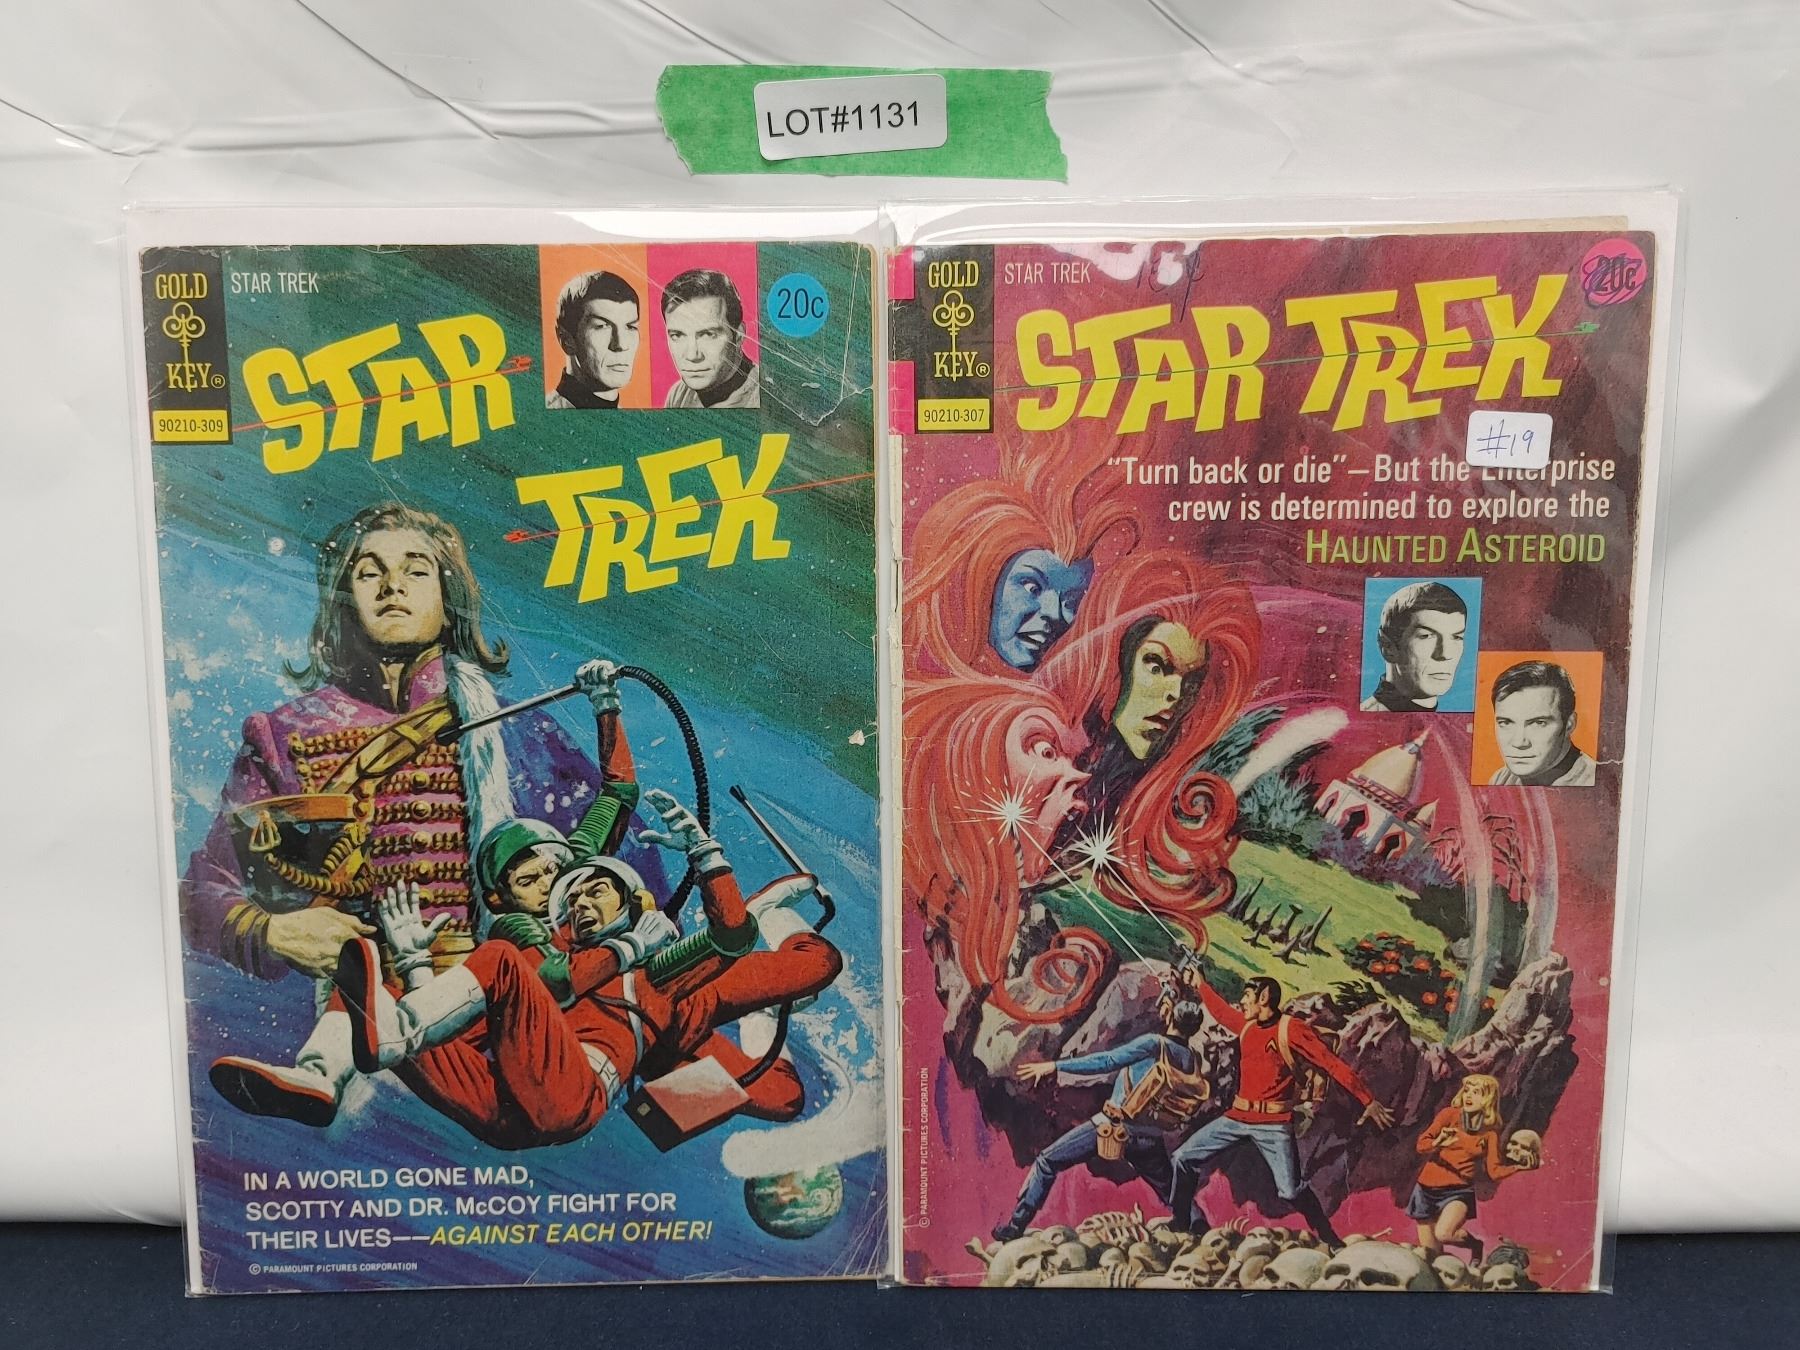 LOT#1131
GOLD
KEY®
STAR TREK
20c
90210-309
STAR
TREK
IN A WORLD GONE MAD,
SCOTTY AND DR. McCOY FIGHT FOR
THEIR LIVES——AGAINST EACH OTHER!
© PARAMOUNT PICTURES CORPORATION
GOLD
KEY®
STAR TREK
20c
90210-307
STAR TREK
#19
"Turn back or die"—But the Enterprise
crew is determined to explore the
HAUNTED ASTEROID
© PARAMOUNT PICTURES CORPORATION